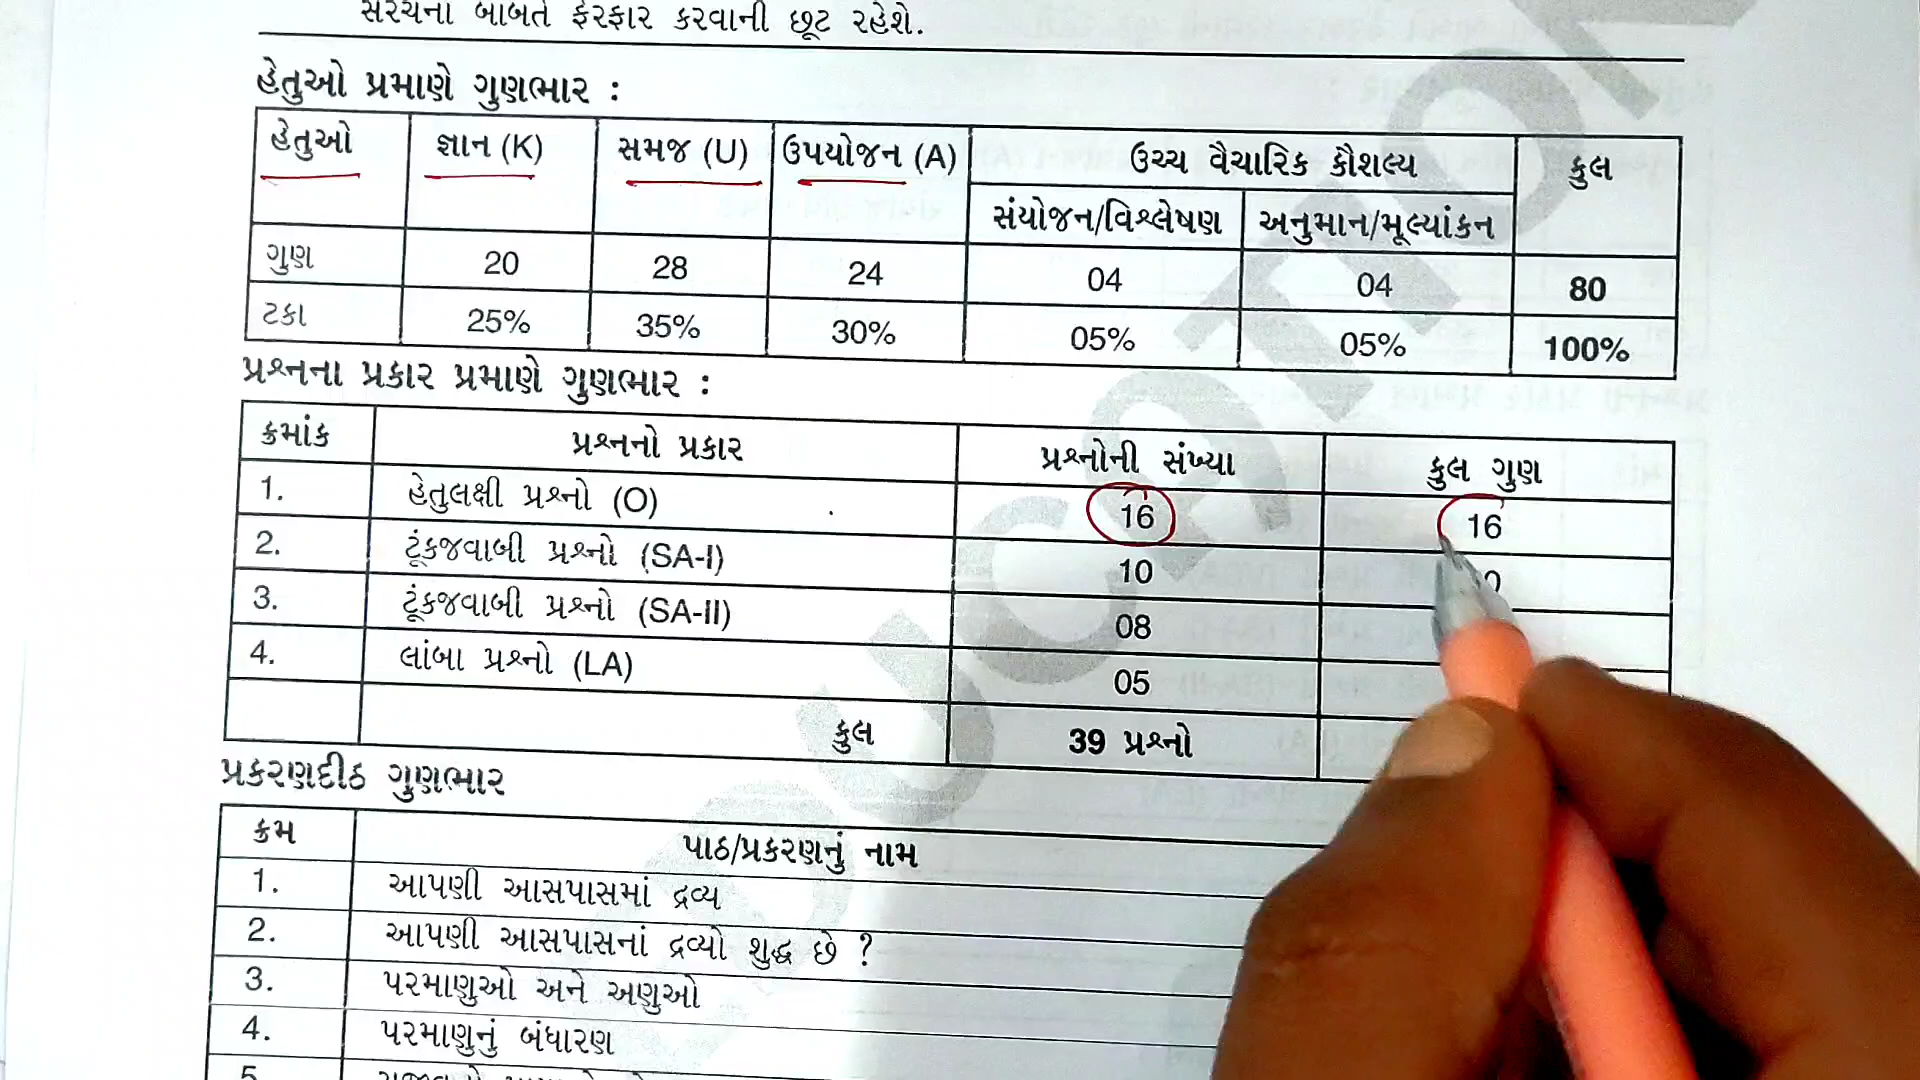 સંરચના બાબતે ફેરફાર કરવાની છૂટ રહેશે.
હેતુઓ પ્રમાણે ગુણભાર :
હેતુઓ જ્ઞાન (K) સમજ (U) ઉપયોજન (A) ઉચ્ચ વૈચારિક કૌશલ્ય કુલ
સંયોજન/વિશ્લેષણ અનુમાન/મૂલ્યાંકન
ગુણ 20 28 24 04 04 80
ટકા 25% 35% 30% 05% 05% 100%
પ્રશ્નના પ્રકાર પ્રમાણે ગુણભાર :
ક્રમાંક પ્રશ્નનો પ્રકાર પ્રશ્નોની સંખ્યા કુલ ગુણ
1. હેતુલક્ષી પ્રશ્નો (O) 16 16
2. ટૂંકજવાબી પ્રશ્નો (SA-I) 10
3. ટૂંકજવાબી પ્રશ્નો (SA-II) 08
4. લાંબા પ્રશ્નો (LA) 05
કુલ 39 પ્રશ્નો
પ્રકરણદીઠ ગુણભાર
ક્રમ પાઠ/પ્રકરણનું નામ
1. આપણી આસપાસમાં દ્રવ્ય
2. આપણી આસપાસનાં દ્રવ્યો શુદ્ધ છે ?
3. પરમાણુઓ અને અણુઓ
4. પરમાણુનું બંધારણ
5.